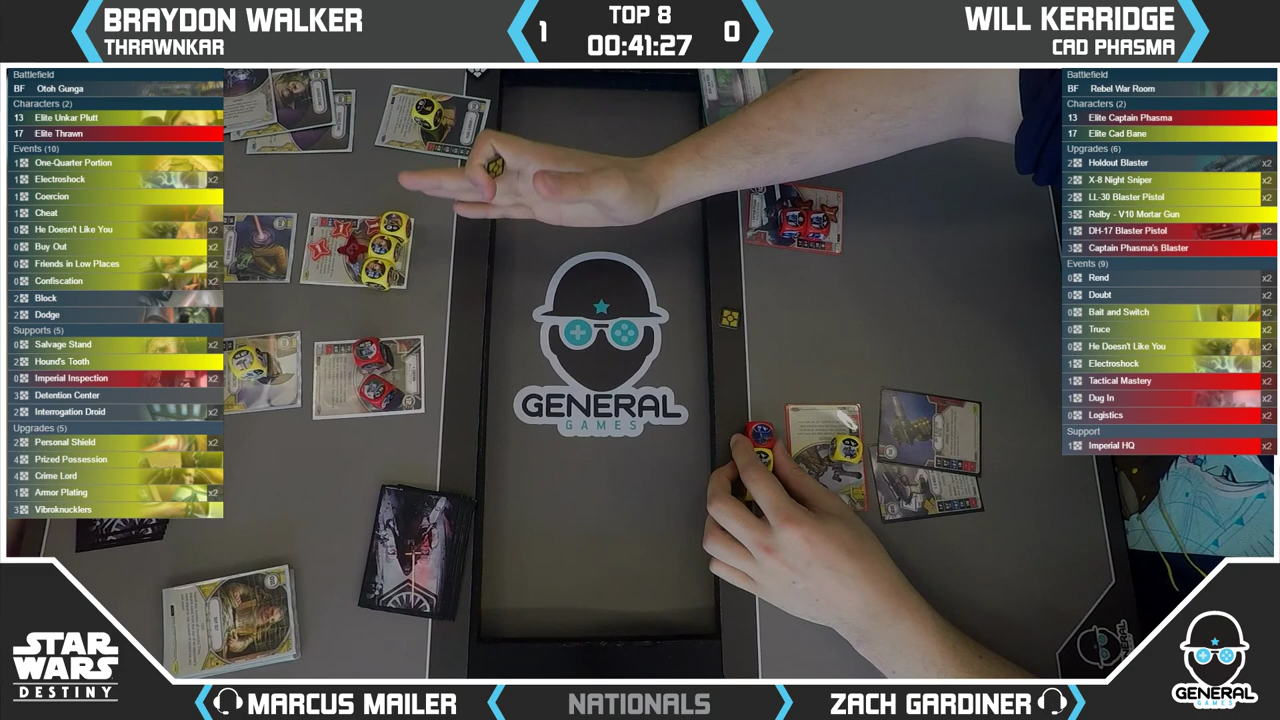 BRAYDON WALKER
THRAWNKAR
1
TOP 8
00:41:27
0
WILL KERRIDGE
CAD PHASMA
Battlefield
BF Otoh Gunga
Characters (2)
13 Elite Unkar Plutt
17 Elite Thrawn
Events (10)
1 One-Quarter Portion
1 Electroshock x2
1 Coercion
1 Cheat
0 He Doesn't Like You x2
0 Buy Out x2
0 Friends in Low Places x2
0 Confiscation x2
2 Block x2
2 Dodge x2
Supports (5)
0 Salvage Stand x2
2 Hound's Tooth x2
0 Imperial Inspection x2
3 Detention Center
2 Interrogation Droid x2
Upgrades (5)
2 Personal Shield x2
4 Prized Possession
4 Crime Lord
1 Armor Plating x2
3 Vibroknucklers
Battlefield
BF Rebel War Room
Characters (2)
13 Elite Captain Phasma
17 Elite Cad Bane
Upgrades (6)
2 Holdout Blaster x2
2 X-8 Night Sniper x2
2 LL-30 Blaster Pistol x2
3 Relby - V10 Mortar Gun
1 DH-17 Blaster Pistol x2
3 Captain Phasma's Blaster
Events (9)
0 Rend x2
0 Doubt x2
0 Bait and Switch x2
0 Truce x2
0 He Doesn't Like You x2
1 Electroshock x2
1 Tactical Mastery x2
1 Dug In x2
0 Logistics x2
Support
1 Imperial HQ x2
GENERAL
GAMES
STAR
WARS
DESTINY
MARCUS MAILER
NATIONALS
ZACH GARDINER
GENERAL
GAMES